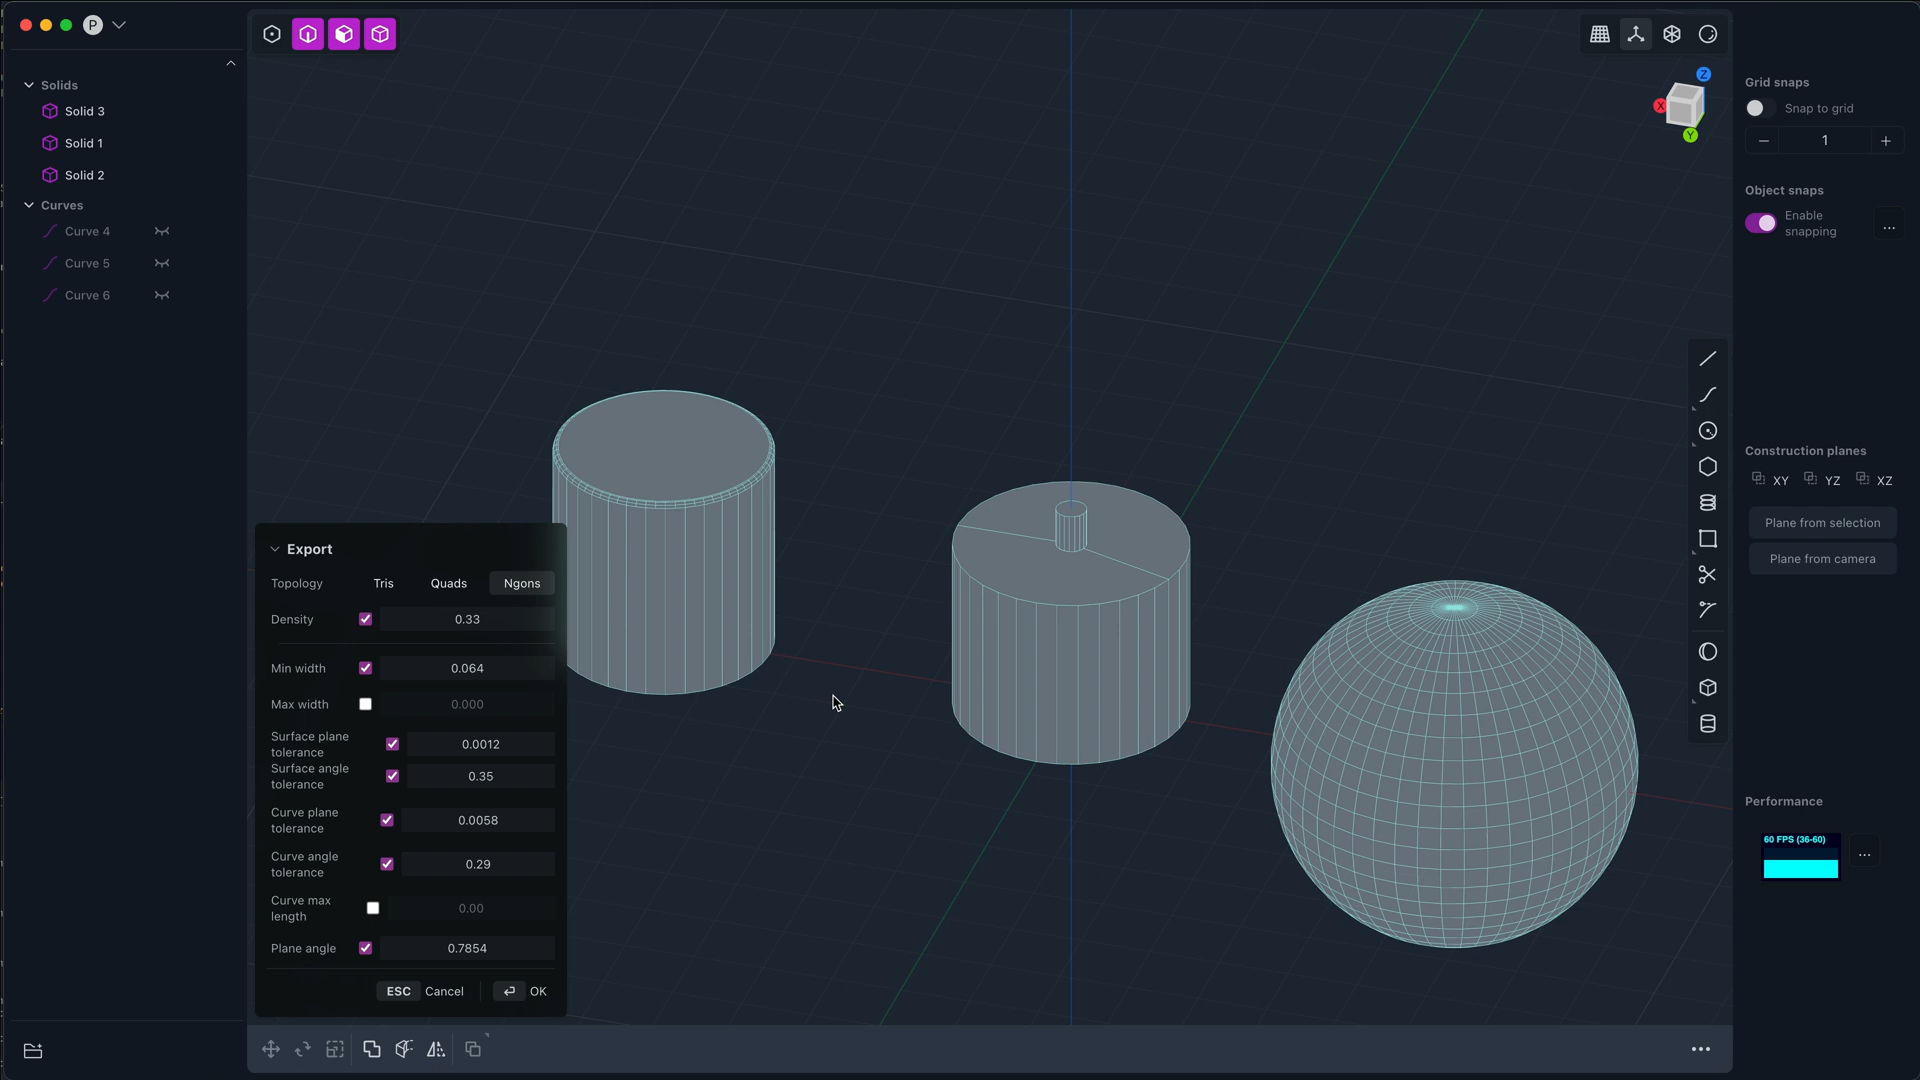 P
Solids
Solid 3
Solid 1
Solid 2
Curves
Curve 4
Curve 5
Curve 6
Z
X
Y
Grid snaps
Snap to grid
1
Object snaps
Enable
snapping
...
Construction planes
XY YZ XZ
Plane from selection
Plane from camera
Performance
60 FPS (36-60)
...
Export
Topology Tris Quads Ngons
Density 0.33
Min width 0.064
Max width 0.000
Surface plane
tolerance 0.0012
Surface angle
tolerance 0.35
Curve plane
tolerance 0.0058
Curve angle
tolerance 0.29
Curve max
length 0.00
Plane angle 0.7854
ESC Cancel OK